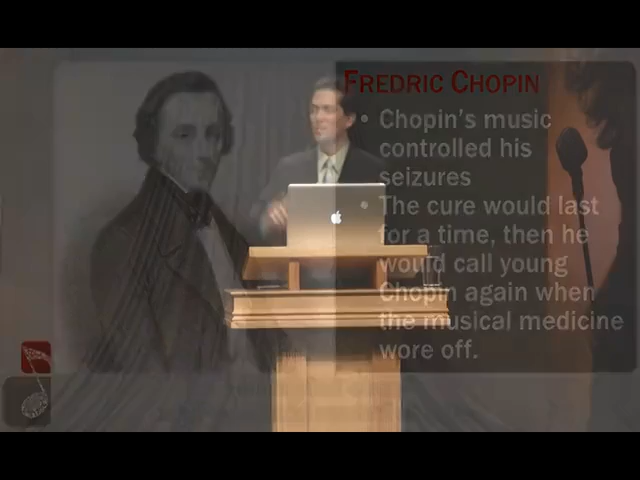 FREDRIC CHOPIN
• Chopin's music
controlled his
seizures
• The cure would last
for a time, then he
would call young
Chopin again when
the musical medicine
wore off.